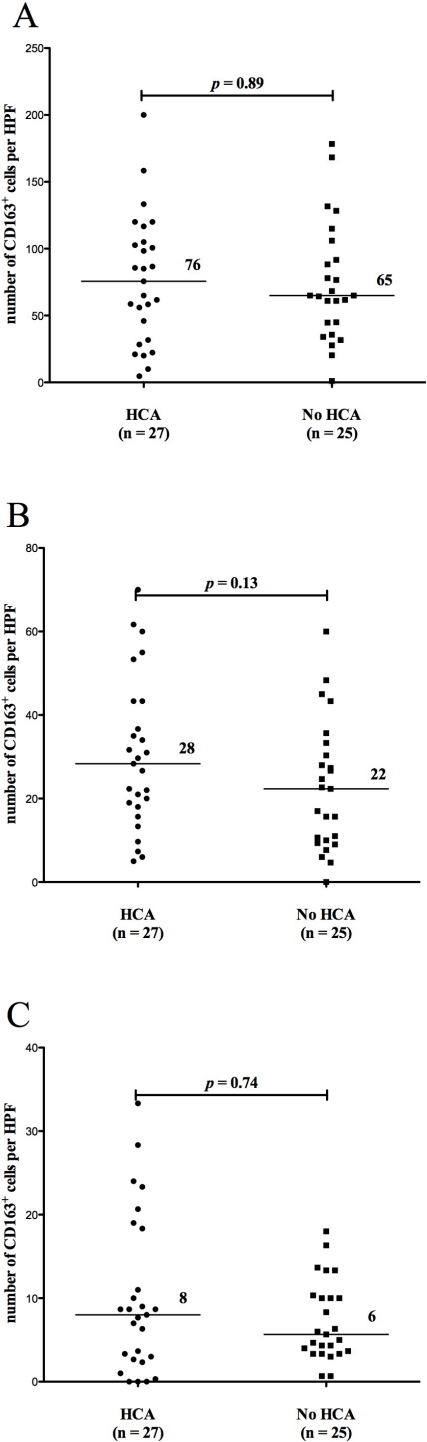 A
number of CD163⁺ cells per HPF
250
200
150
100
50
0
p = 0.89
76
65
HCA
(n = 27)
No HCA
(n = 25)
B
number of CD163⁺ cells per HPF
80
60
40
20
0
p = 0.13
28
22
HCA
(n = 27)
No HCA
(n = 25)
C
number of CD163⁺ cells per HPF
40
30
20
10
0
p = 0.74
8
6
HCA
(n = 27)
No HCA
(n = 25)